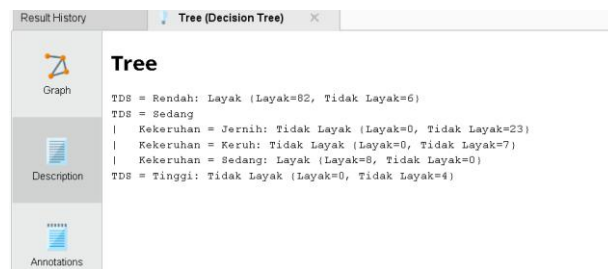 Result History
Tree (Decision Tree)
Graph
Description
Annotations
Tree
TDS = Rendah: Layak {Layak=82, Tidak Layak=6}
TDS = Sedang
|   Kekeruhan = Jernih: Tidak Layak {Layak=0, Tidak Layak=23}
|   Kekeruhan = Keruh: Tidak Layak {Layak=0, Tidak Layak=7}
|   Kekeruhan = Sedang: Layak {Layak=8, Tidak Layak=0}
TDS = Tinggi: Tidak Layak {Layak=0, Tidak Layak=4}